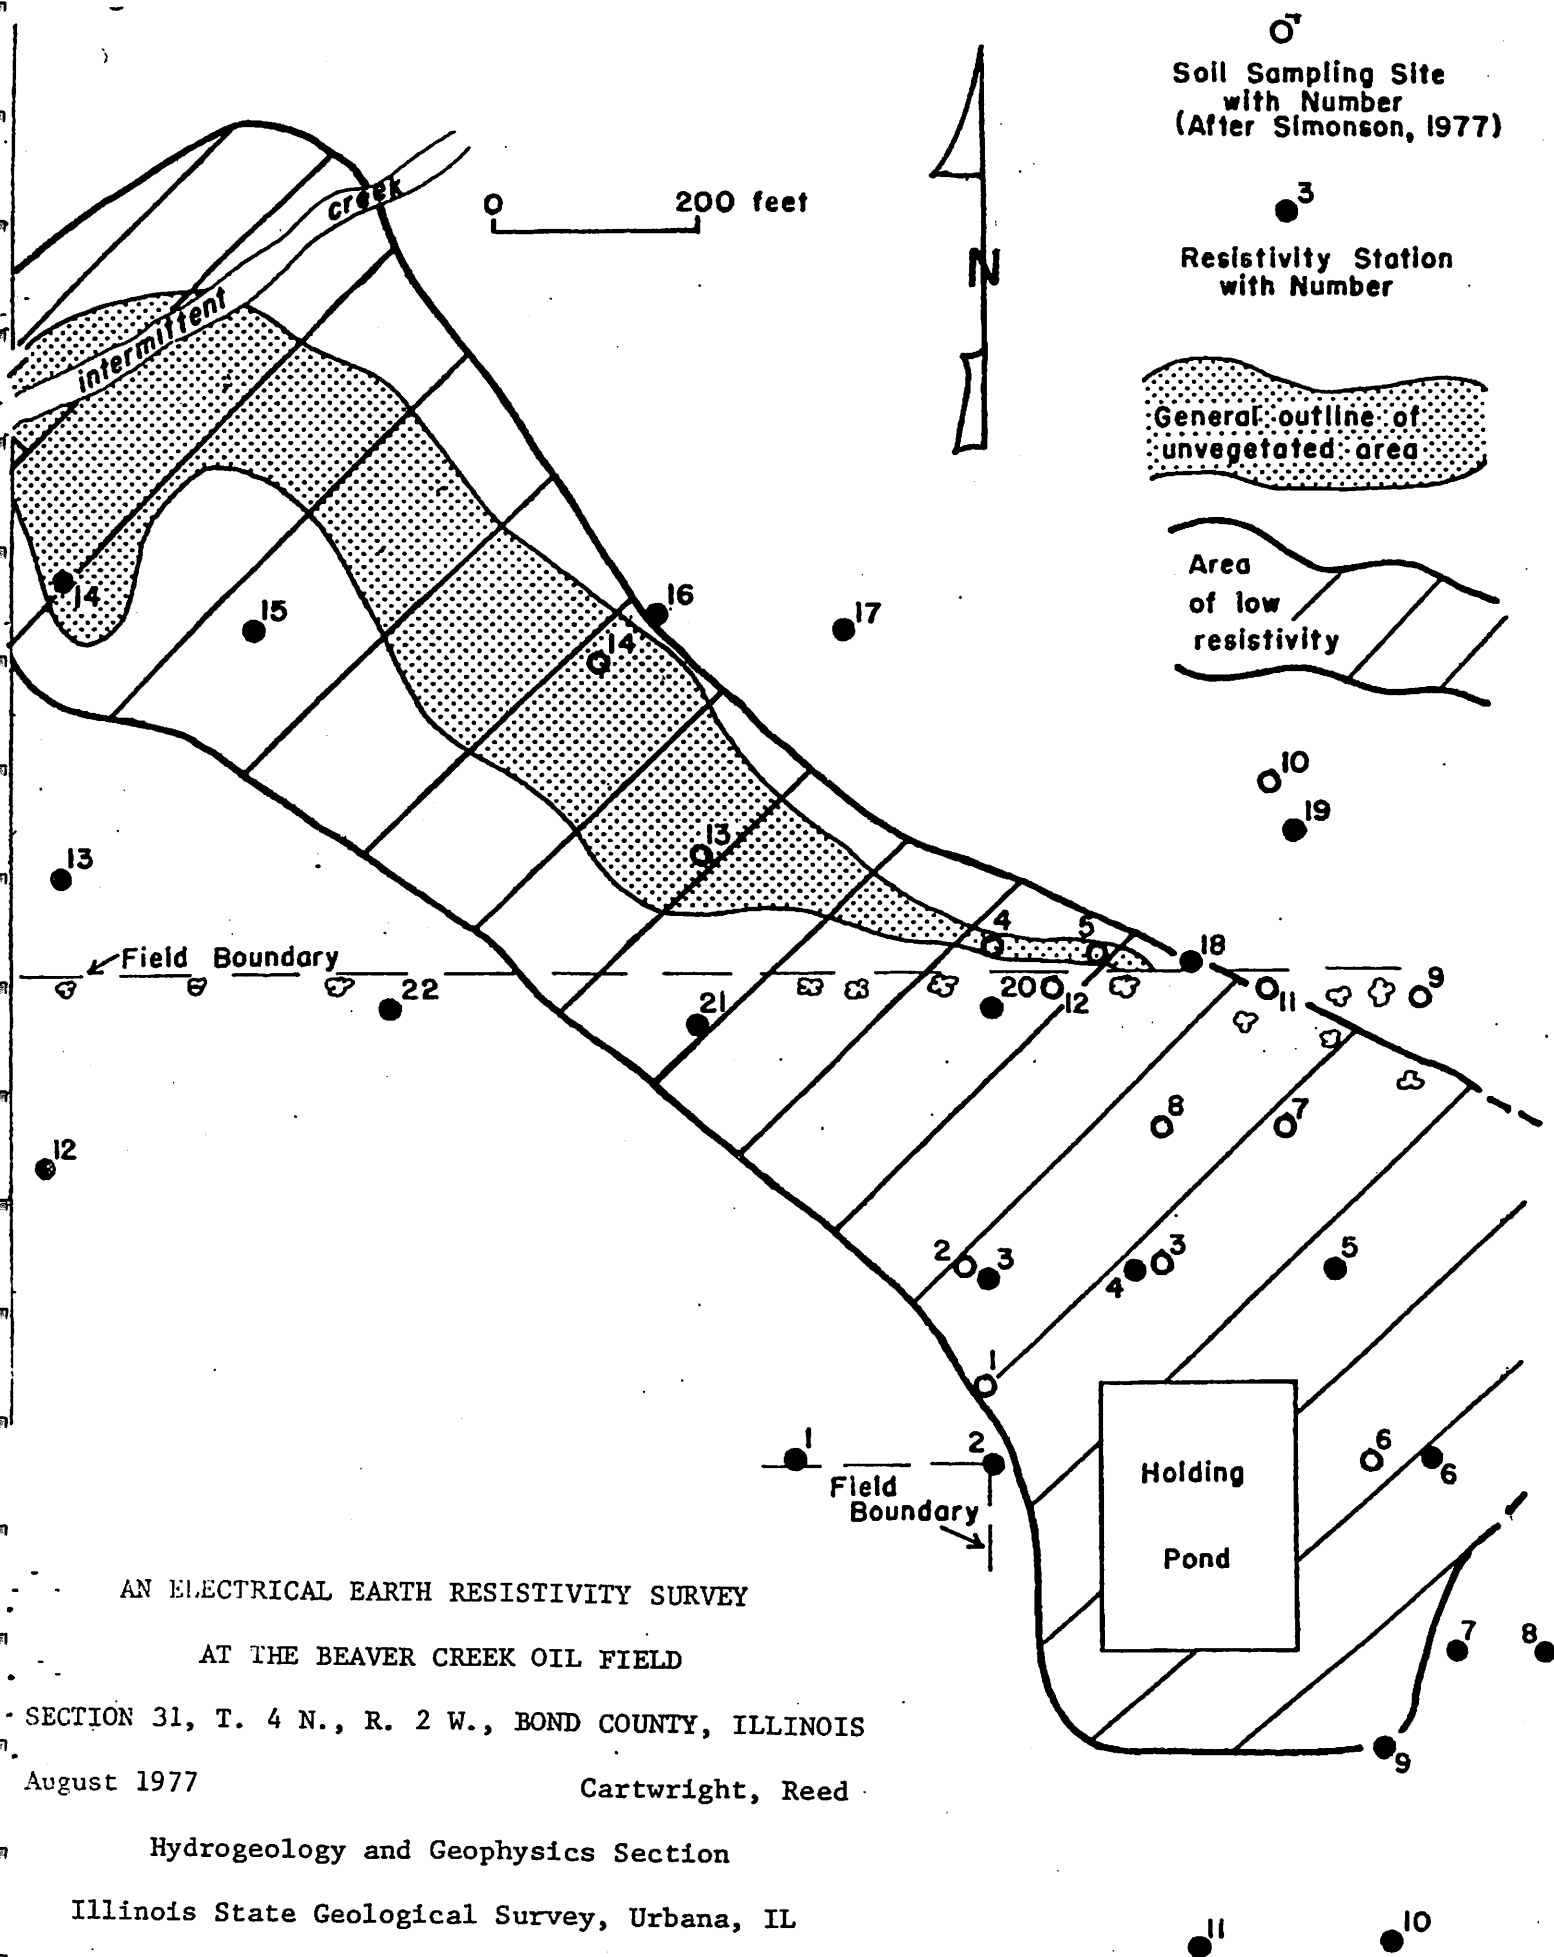 Soil Sampling Site
with Number
(After Simonson, 1977)
3
Resistivity Station
with Number
General outline of
unvegetated area
Area
of low
resistivity
0 200 feet
N
creek
intermittent
14
15
16
17
14
10
19
13
13
4
5
18
Field Boundary
22
21
20
12
11
9
8
7
12
2
3
4
3
5
1
1
2
Field
Boundary
Holding
Pond
6
6
7
8
9
11
10
AN ELECTRICAL EARTH RESISTIVITY SURVEY
AT THE BEAVER CREEK OIL FIELD
SECTION 31, T. 4 N., R. 2 W., BOND COUNTY, ILLINOIS
August 1977 Cartwright, Reed
Hydrogeology and Geophysics Section
Illinois State Geological Survey, Urbana, IL